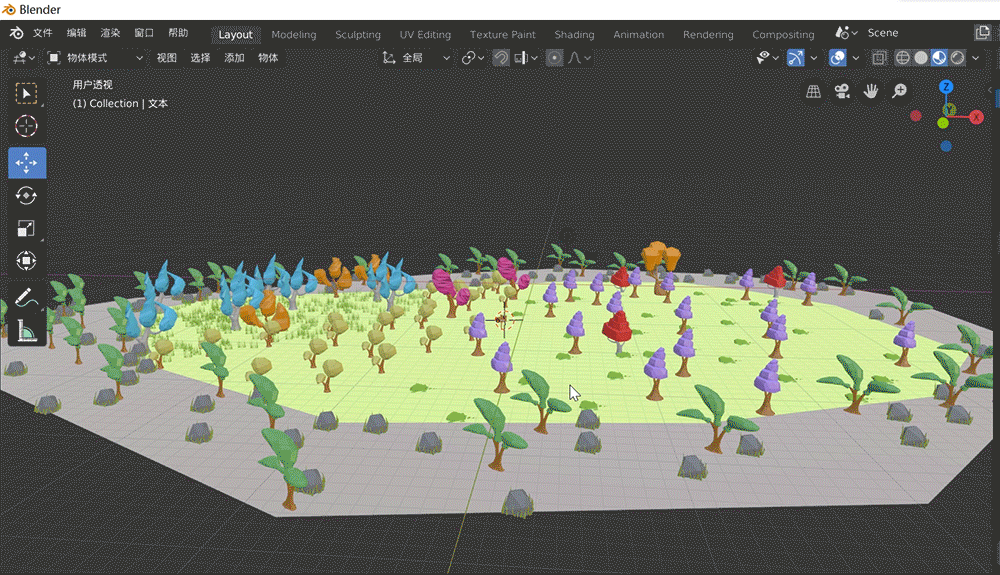 Blender
文件 编辑 渲染 窗口 帮助 Layout Modeling Sculpting UV Editing Texture Paint Shading Animation Rendering Compositing Scene
物体模式 视图 选择 添加 物体 全局
用户透视
(1) Collection | 文本
Z
Y
X